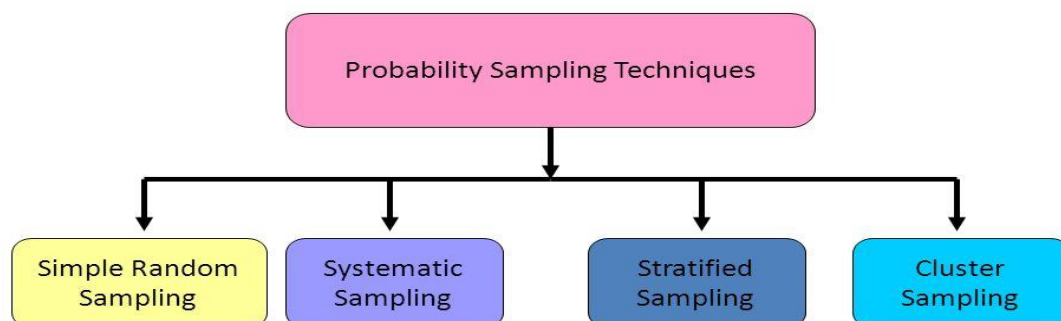 Probability Sampling Techniques
Simple Random
Sampling
Systematic
Sampling
Stratified
Sampling
Cluster
Sampling